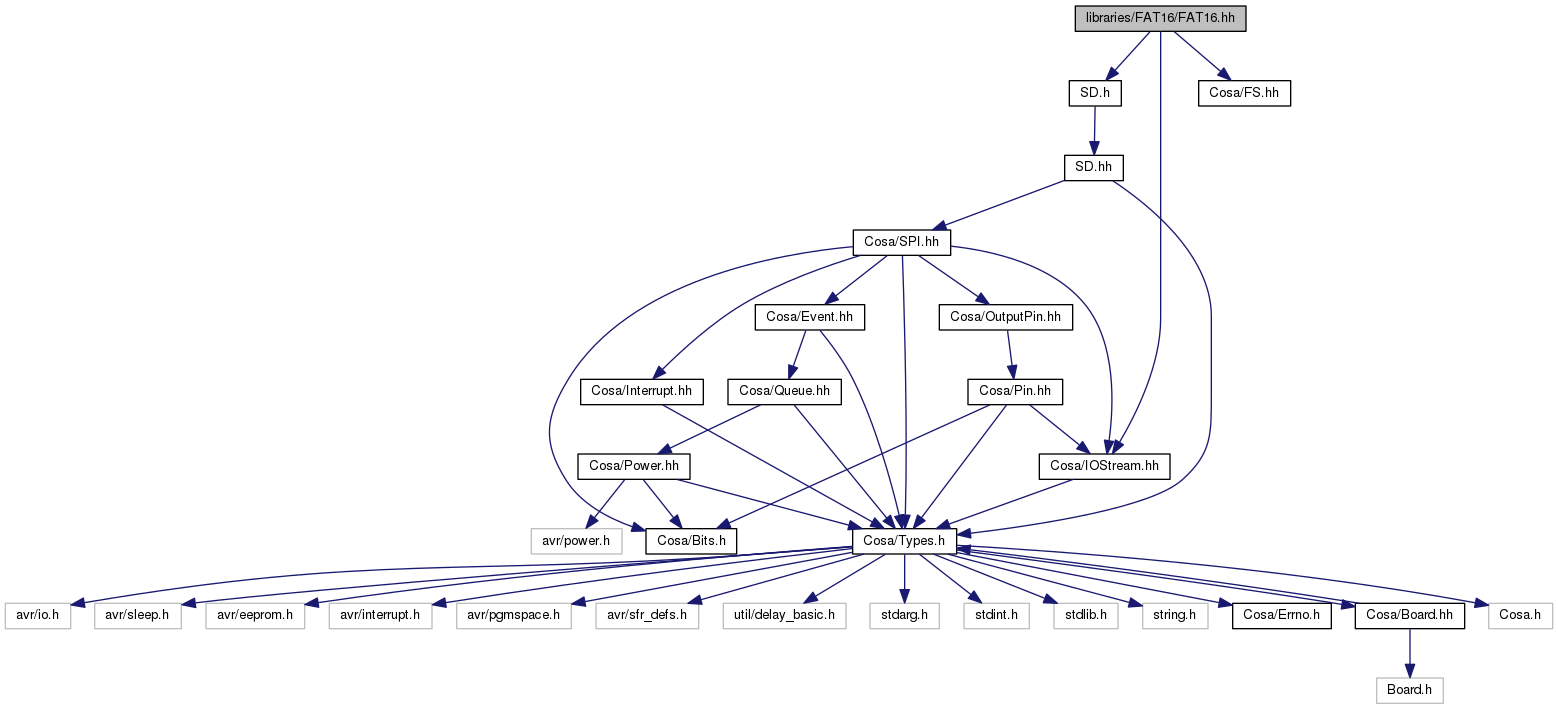 libraries/FAT16/FAT16.hh
SD.h
Cosa/FS.hh
SD.hh
Cosa/SPI.hh
Cosa/Event.hh
Cosa/OutputPin.hh
Cosa/Interrupt.hh
Cosa/Queue.hh
Cosa/Pin.hh
Cosa/Power.hh
Cosa/IOStream.hh
avr/power.h
Cosa/Bits.h
Cosa/Types.h
avr/io.h
avr/sleep.h
avr/eeprom.h
avr/interrupt.h
avr/pgmspace.h
avr/sfr_defs.h
util/delay_basic.h
stdarg.h
stdint.h
stdlib.h
string.h
Cosa/Errno.h
Cosa/Board.hh
Cosa.h
Board.h